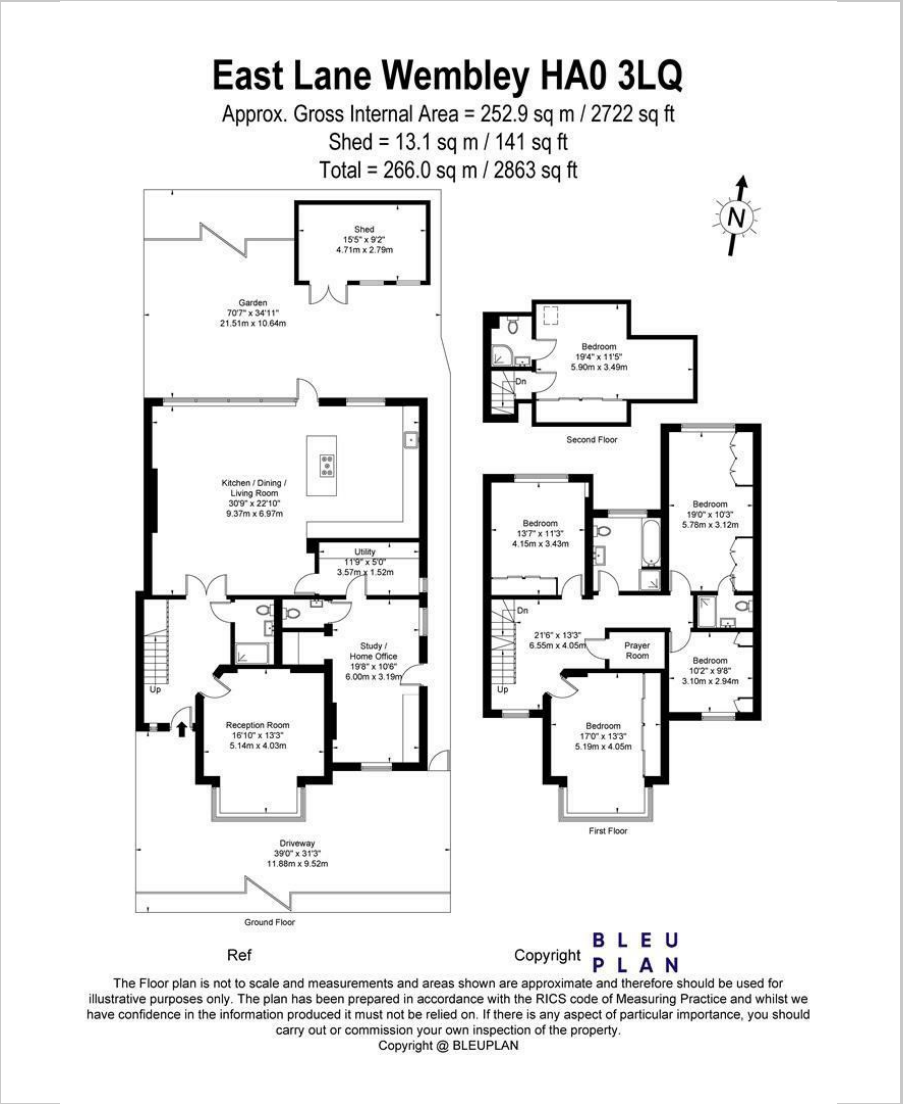 East Lane Wembley HA0 3LQ
Approx. Gross Internal Area = 252.9 sq m / 2722 sq ft
Shed = 13.1 sq m / 141 sq ft
Total = 266.0 sq m / 2863 sq ft
N
Shed
15'5" x 9'2"
4.71m x 2.79m
Garden
70'7" x 34'11"
21.51m x 10.64m
Kitchen / Dining /
Living Room
30'9" x 22'10"
9.37m x 6.97m
Utility
11'9" x 5'0"
3.57m x 1.52m
Study /
Home Office
19'8" x 10'6"
6.00m x 3.19m
Up
Reception Room
16'10" x 13'3"
5.14m x 4.03m
Driveway
39'0" x 31'3"
11.88m x 9.52m
Ground Floor
Bedroom
19'4" x 11'5"
5.90m x 3.49m
Dn
Second Floor
Bedroom
19'0" x 10'3"
5.78m x 3.12m
Bedroom
13'7" x 11'3"
4.15m x 3.43m
Dn
21'6" x 13'3"
6.55m x 4.05m
Prayer
Room
Up
Bedroom
10'2" x 9'8"
3.10m x 2.94m
Bedroom
17'0" x 13'3"
5.19m x 4.05m
First Floor
Ref
Copyright
BLEU
PLAN
The Floor plan is not to scale and measurements and areas shown are approximate and therefore should be used for
illustrative purposes only. The plan has been prepared in accordance with the RICS code of Measuring Practice and whilst we
have confidence in the information produced it must not be relied on. If there is any aspect of particular importance, you should
carry out or commission your own inspection of the property.
Copyright @ BLEUPLAN